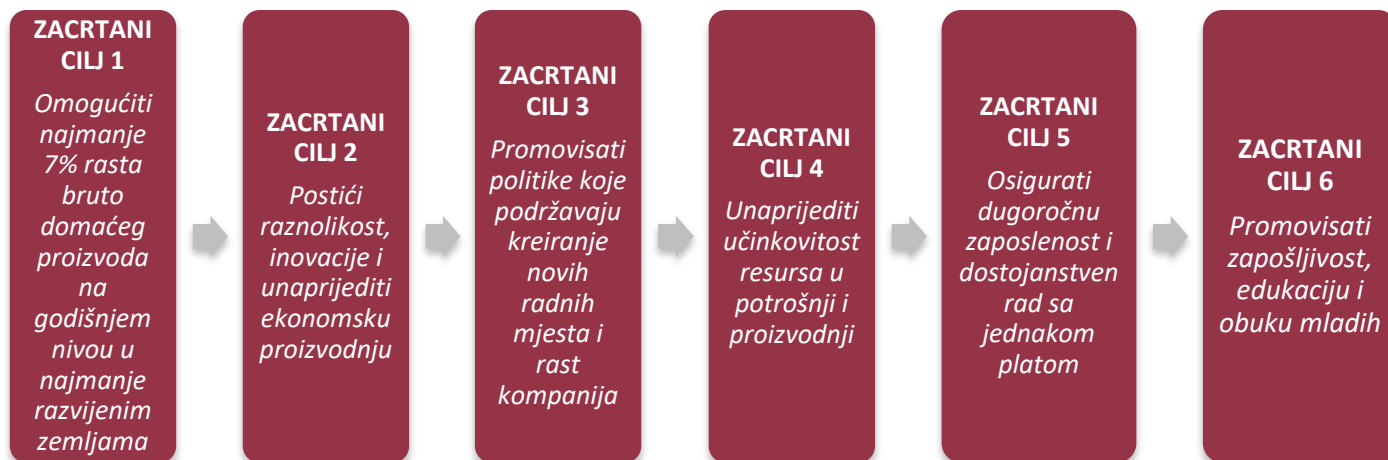 ZACRTANI
CILJ 1
Omogućiti
najmanje
7% rasta
bruto
domaćeg
proizvoda
na
godišnjem
nivou u
najmanje
razvijenim
zemljama
ZACRTANI
CILJ 2
Postići
raznolikost,
inovacije i
unaprijediti
ekonomsku
proizvodnju
ZACRTANI
CILJ 3
Promovisati
politike koje
podržavaju
kreiranje
novih
radnih
mjesta i
rast
kompanija
ZACRTANI
CILJ 4
Unaprijediti
učinkovitost
resursa u
potrošnji i
proizvodnji
ZACRTANI
CILJ 5
Osigurati
dugoročnu
zaposlenost i
dostojanstven
rad sa
jednakom
platom
ZACRTANI
CILJ 6
Promovisati
zapošljivost,
edukaciju i
obuku mladih